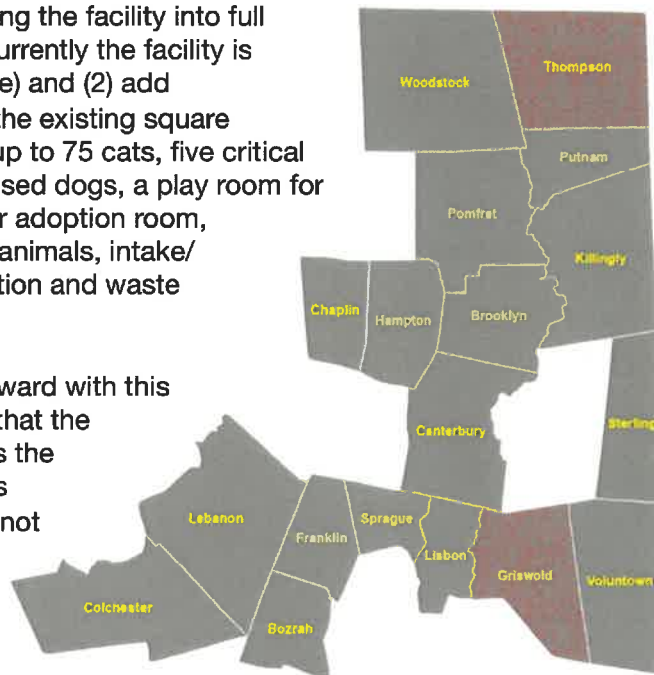 ng the facility into full
urrently the facility is
e) and (2) add
the existing square
up to 75 cats, five critical
sed dogs, a play room for
r adoption room,
animals, intake/
tion and waste
ward with this
that the
s the
s
not
Woodstock
Thompson
Putnam
Pomfret
Killingly
Chaplin
Hampton
Brooklyn
Canterbury
Sterling
Lebanon
Franklin
Sprague
Lisbon
Griswold
Voluntown
Colchester
Bozrah